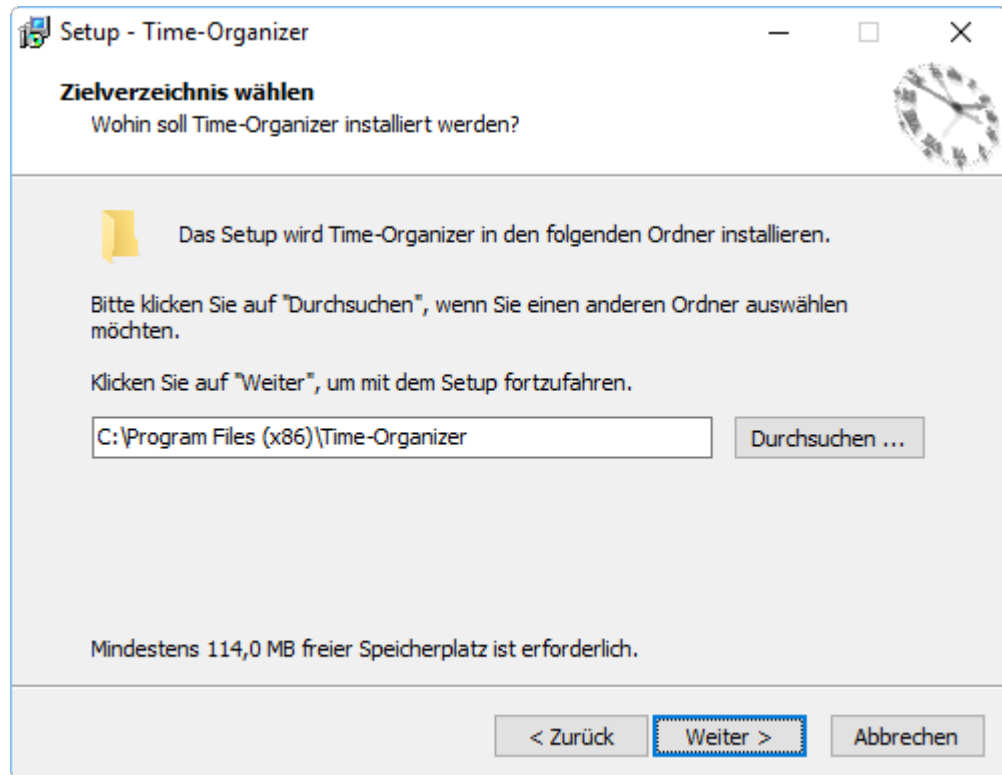 Setup - Time-Organizer
Zielverzeichnis wählen
Wohin soll Time-Organizer installiert werden?
Das Setup wird Time-Organizer in den folgenden Ordner installieren.
Bitte klicken Sie auf "Durchsuchen", wenn Sie einen anderen Ordner auswählen
möchten.
Klicken Sie auf "Weiter", um mit dem Setup fortzufahren.
C:\Program Files (x86)\Time-Organizer
Durchsuchen ...
Mindestens 114,0 MB freier Speicherplatz ist erforderlich.
< Zurück
Weiter >
Abbrechen